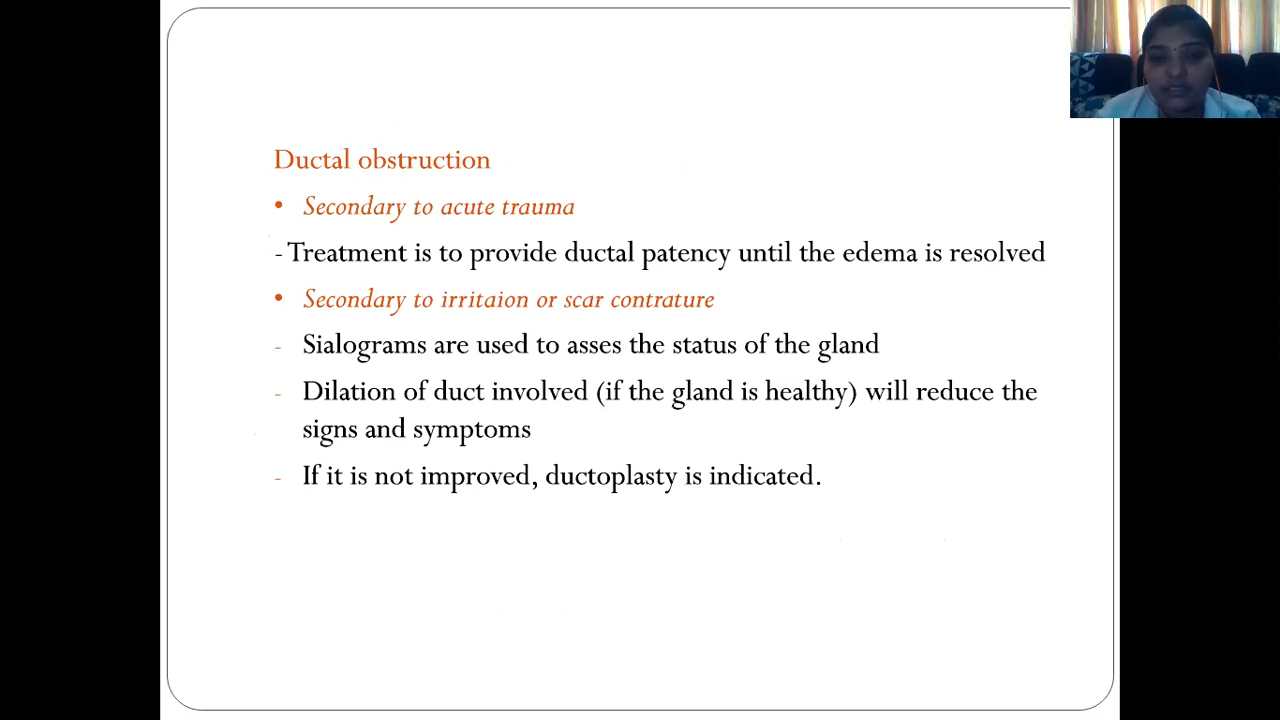 Ductal obstruction
• Secondary to acute trauma
- Treatment is to provide ductal patency until the edema is resolved
• Secondary to irritaion or scar contrature
- Sialograms are used to asses the status of the gland
- Dilation of duct involved (if the gland is healthy) will reduce the
signs and symptoms
- If it is not improved, ductoplasty is indicated.